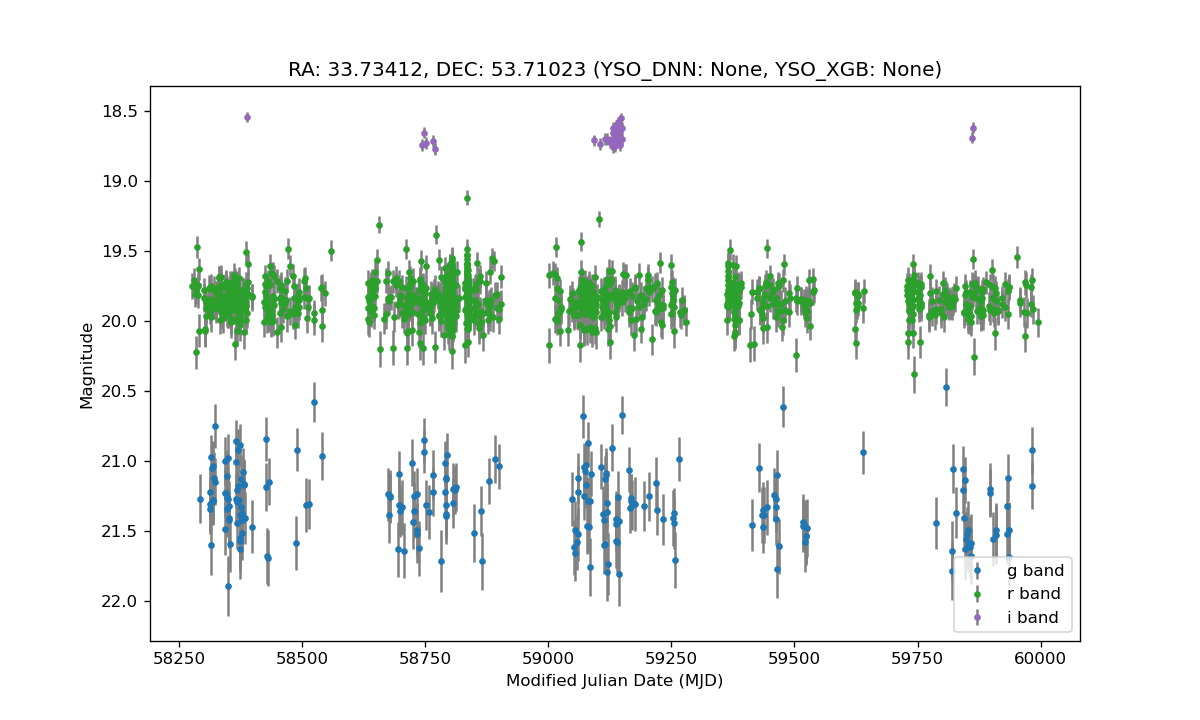 RA: 33.73412, DEC: 53.71023 (YSO_DNN: None, YSO_XGB: None)
18.5
19.0
19.5
20.0
20.5
21.0
21.5
22.0
Magnitude
g band
r band
i band
58250 58500 58750 59000 59250 59500 59750 60000
Modified Julian Date (MJD)